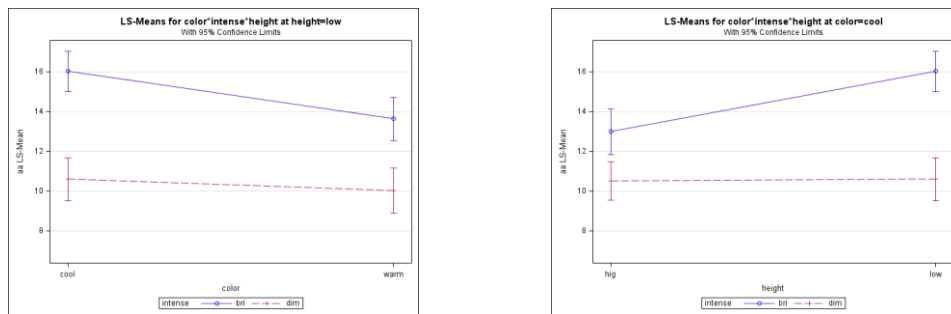 LS-Means for color*intense*height at height=low
With 95% Confidence Limits
16
14
12
10
8
aa LS-Mean
cool
warm
color
intense bri dim
LS-Means for color*intense*height at color=cool
With 95% Confidence Limits
16
14
12
10
8
aa LS-Mean
hig
low
height
intense bri dim